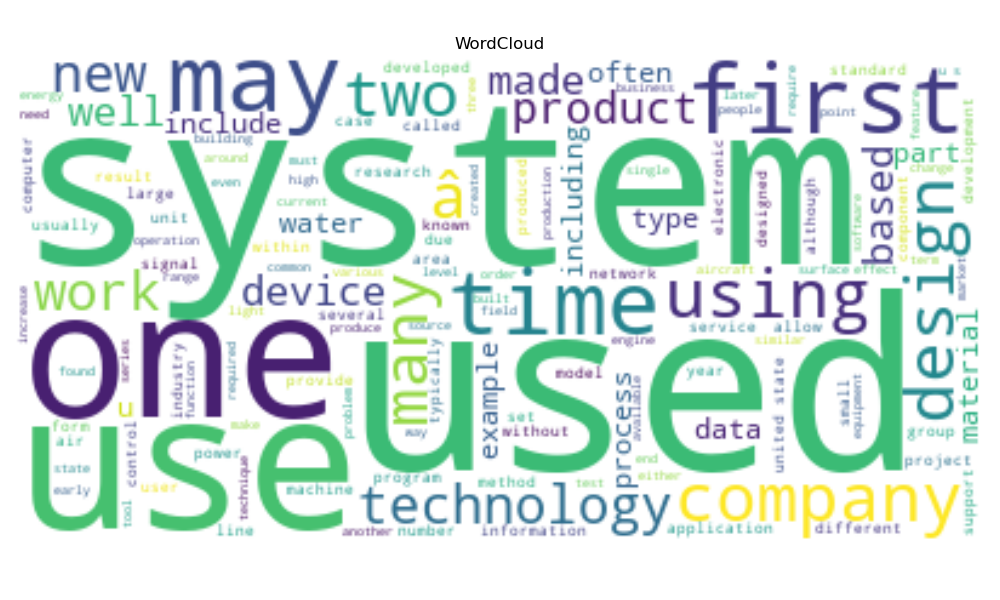 WordCloud
system
used
use
one
first
may
time
design
company
technology
using
many
two
new
work
product
made
well
include
device
water
type
based
part
including
often
developed
three
case
called
business
later
people
require
point
standard
u s
feature
development
change
component
term
market
software
although
designed
electronic
single
production
produced
created
known
due
area
level
â
research
current
high
must
even
around
building
energy
need
computer
result
large
usually
unit
operation
signal
range
within
common
various
light
several
produce
source
order
built
field
network
aircraft
surface
effect
service
allow
similar
engine
increase
found
series
industry
function
required
provide
problem
make
typically
way
example
set
without
model
process
available
year
data
united state
small
equipment
material
group
project
support
end
either
test
method
program
power
machine
technique
user
u
control
form
air
state
early
tool
line
another
number
information
application
different